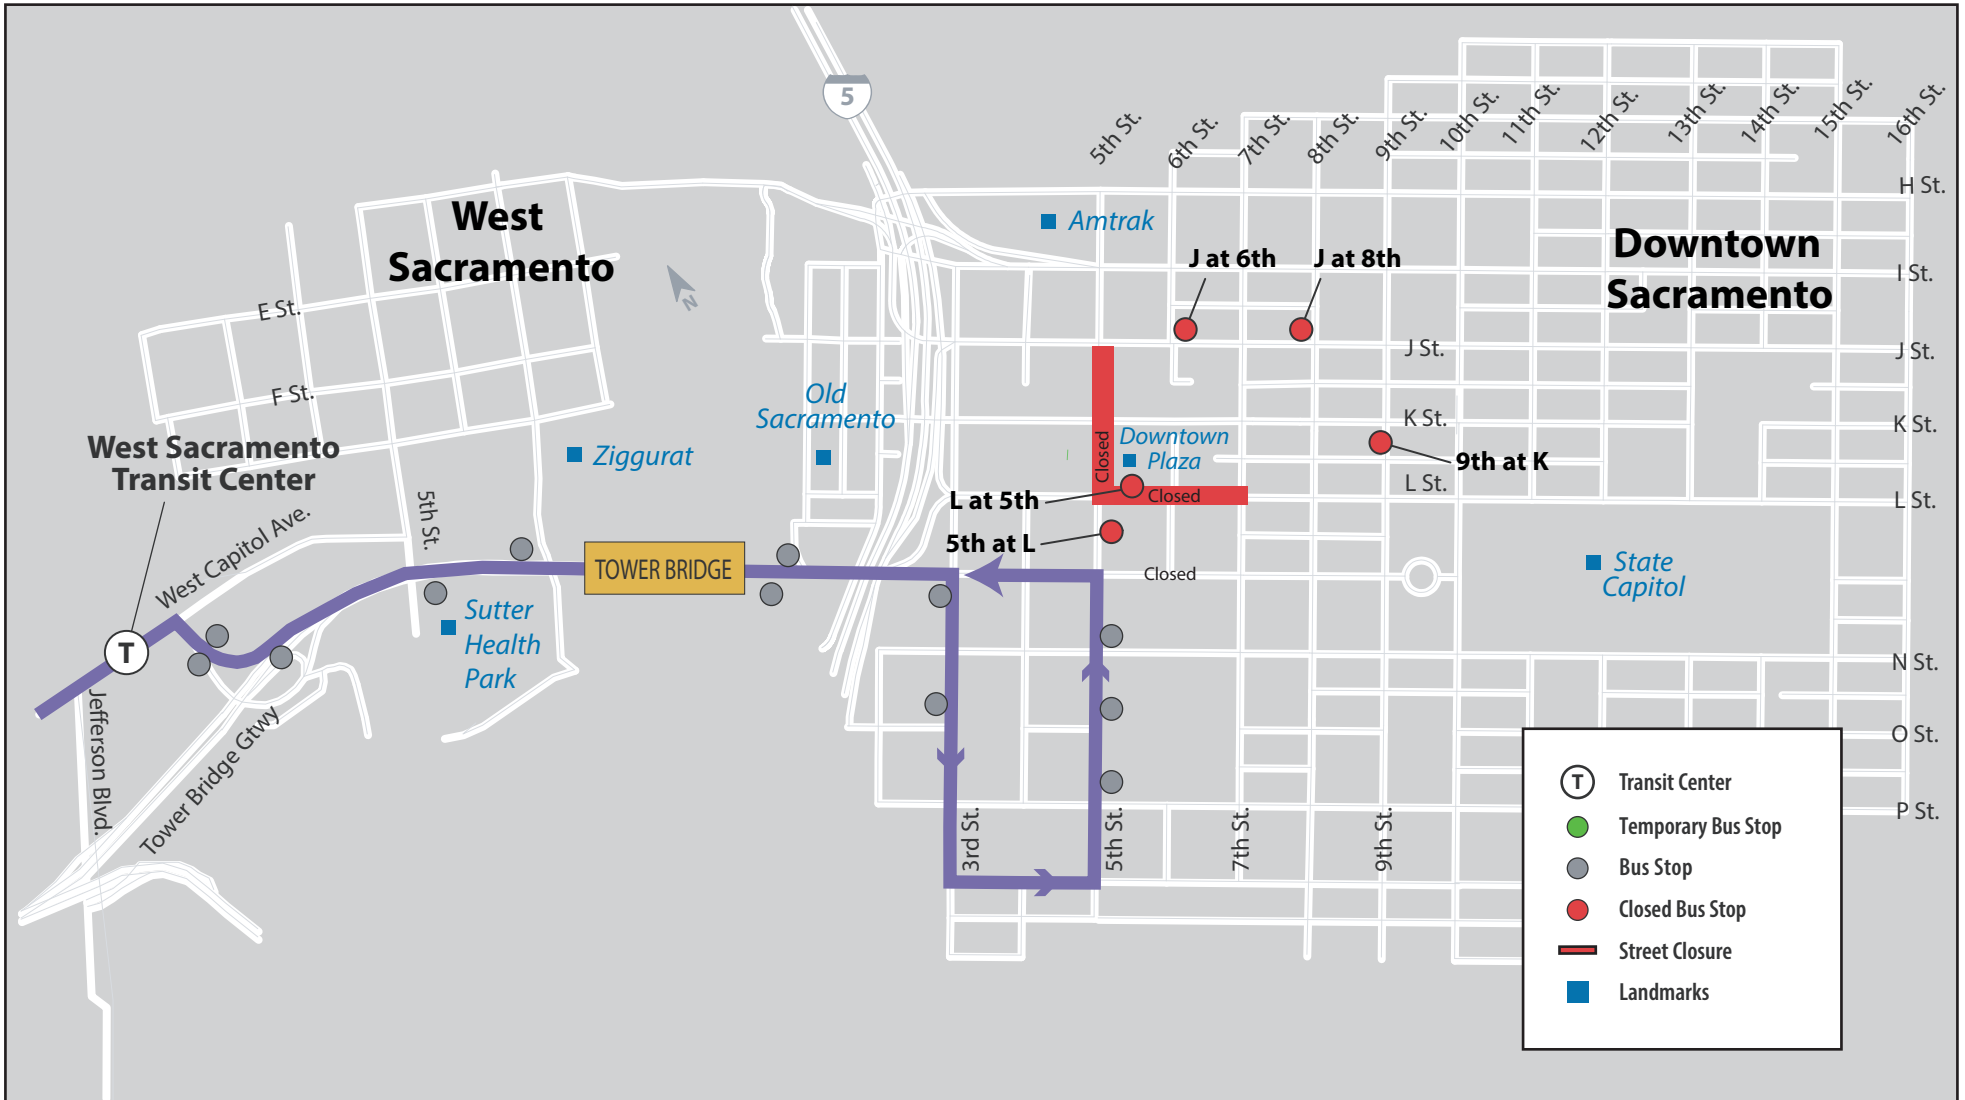 5
5th St.
6th St.
7th St.
8th St.
9th St.
10th St.
11th St.
12th St.
13th St.
14th St.
15th St.
16th St.
H St.
West
Sacramento
Amtrak
Downtown
Sacramento
J at 6th
J at 8th
I St.
N
E St.
F St.
J St.
J St.
Old
Sacramento
K St.
K St.
West Sacramento
Transit Center
Ziggurat
Closed
Downtown
Plaza
9th at K
L St.
L St.
L at 5th
Closed
5th at L
5th St.
West Capitol Ave.
TOWER BRIDGE
Closed
State
Capitol
Sutter
Health
Park
T
N St.
Jefferson Blvd.
Tower Bridge Gtwy
O St.
P St.
3rd St.
5th St.
7th St.
9th St.
T Transit Center
Temporary Bus Stop
Bus Stop
Closed Bus Stop
Street Closure
Landmarks